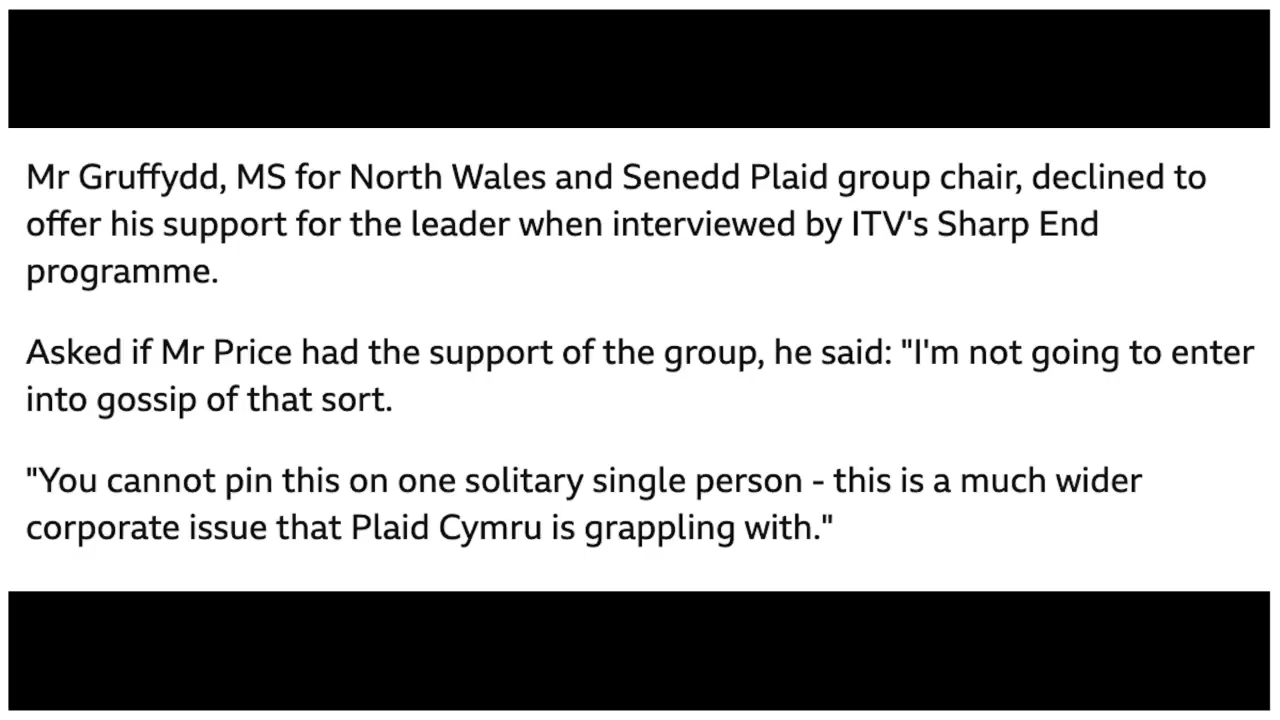 Mr Gruffydd, MS for North Wales and Senedd Plaid group chair, declined to
offer his support for the leader when interviewed by ITV's Sharp End
programme.
Asked if Mr Price had the support of the group, he said: "I'm not going to enter
into gossip of that sort.
"You cannot pin this on one solitary single person - this is a much wider
corporate issue that Plaid Cymru is grappling with."